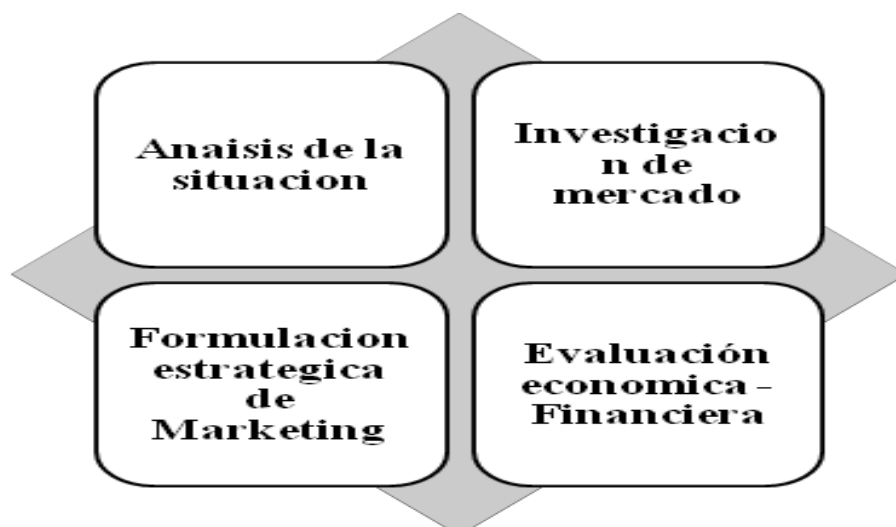 Anaisis de la
situacion
Investigacio
n de
mercado
Formulacion
estrategica
de
Marketing
Evaluación
economica -
Financiera